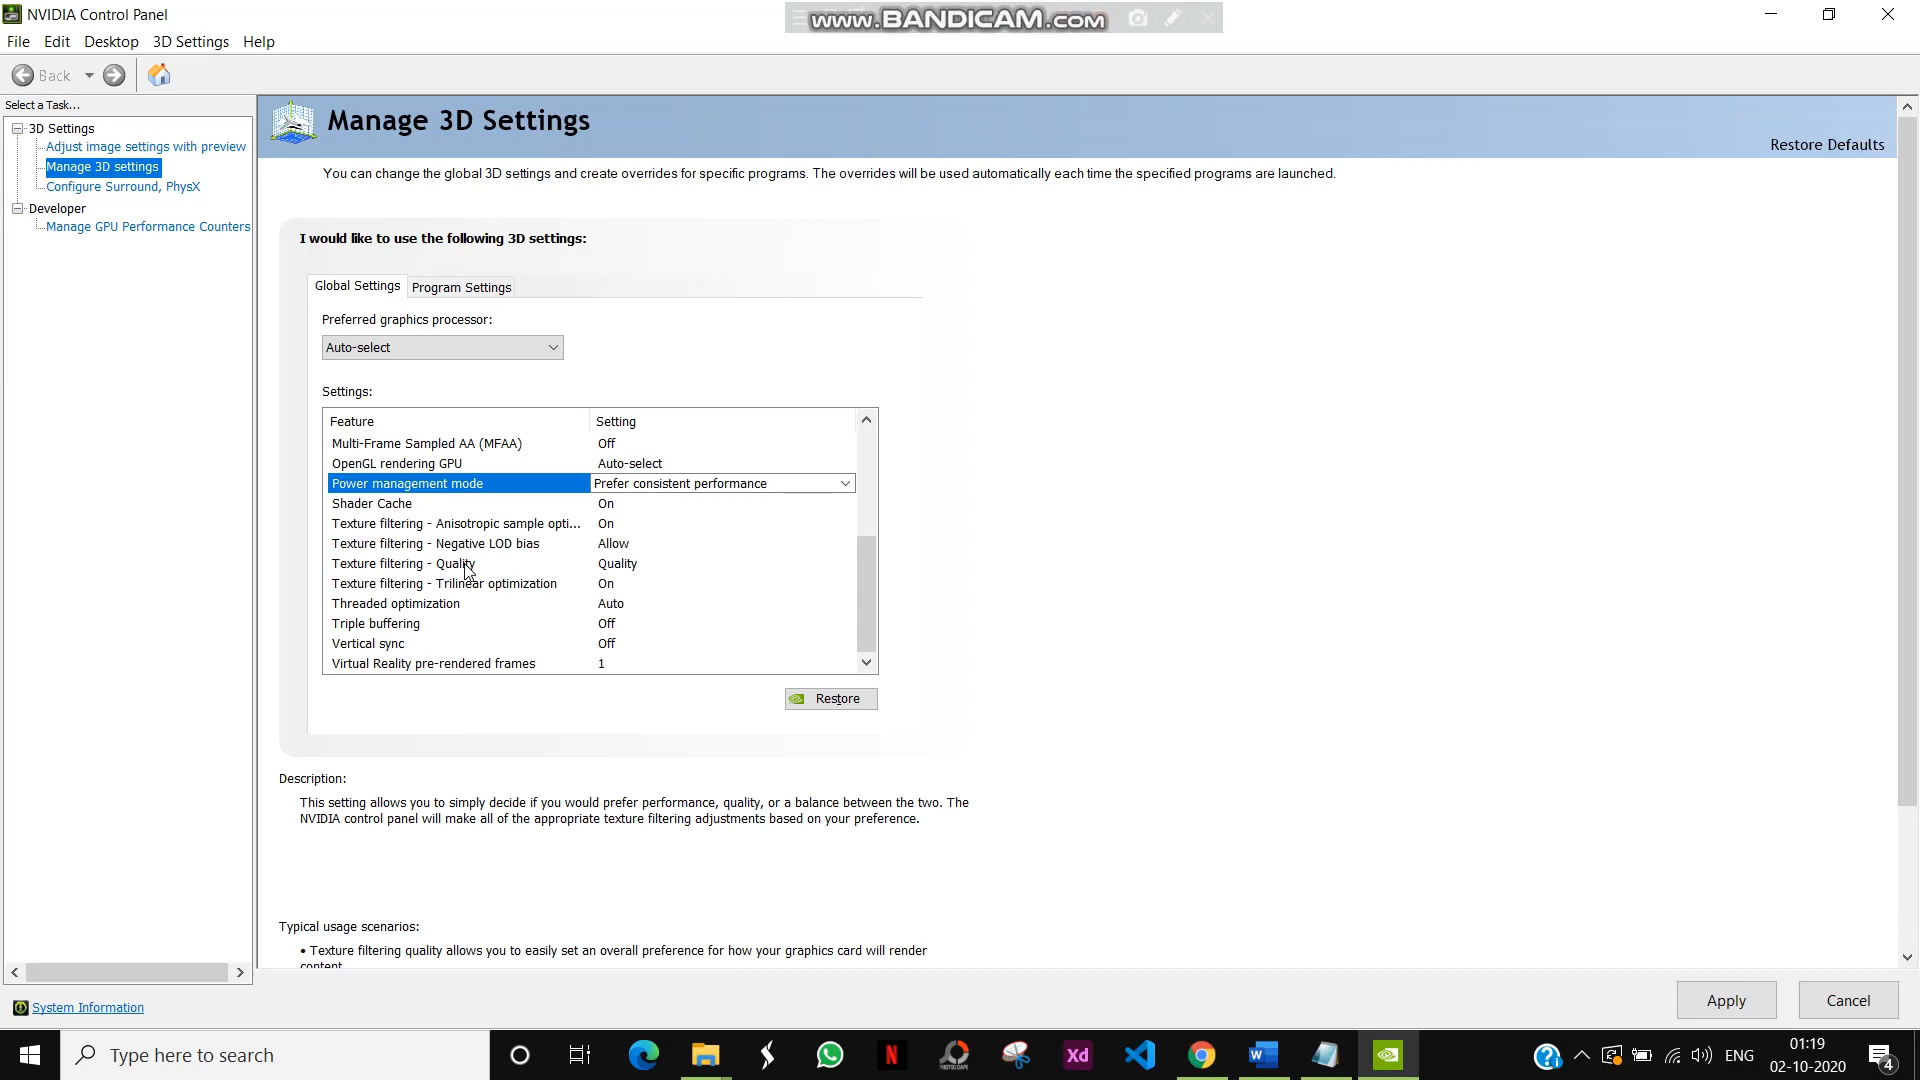 NVIDIA Control Panel
www.BANDICAM.com
File Edit Desktop 3D Settings Help
Back
Select a Task...
3D Settings
Adjust image settings with preview
Manage 3D settings
Configure Surround, PhysX
Developer
Manage GPU Performance Counters
System Information
Manage 3D Settings
Restore Defaults
You can change the global 3D settings and create overrides for specific programs. The overrides will be used automatically each time the specified programs are launched.
I would like to use the following 3D settings:
Global Settings Program Settings
Preferred graphics processor:
Auto-select
Settings:
Feature Setting
Multi-Frame Sampled AA (MFAA) Off
OpenGL rendering GPU Auto-select
Power management mode Prefer consistent performance
Shader Cache On
Texture filtering - Anisotropic sample opti... On
Texture filtering - Negative LOD bias Allow
Texture filtering - Quality Quality
Texture filtering - Trilinear optimization On
Threaded optimization Auto
Triple buffering Off
Vertical sync Off
Virtual Reality pre-rendered frames 1
Restore
Description:
This setting allows you to simply decide if you would prefer performance, quality, or a balance between the two. The
NVIDIA control panel will make all of the appropriate texture filtering adjustments based on your preference.
Typical usage scenarios:
• Texture filtering quality allows you to easily set an overall preference for how your graphics card will render
content
Apply Cancel
Type here to search
N
PHOTOSCAPE
Xd
W
ENG
01:19
02-10-2020
4